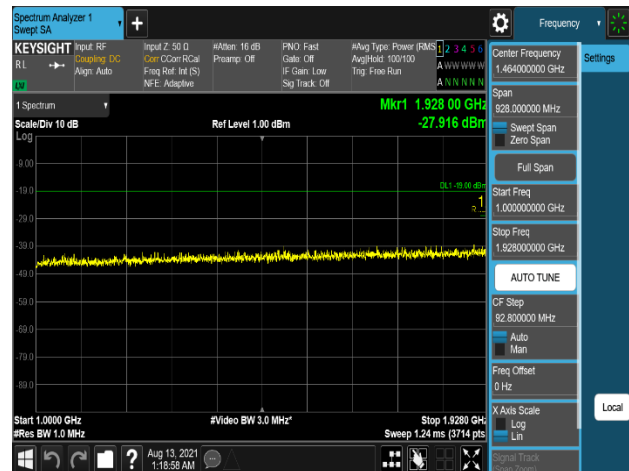 Spectrum Analyzer 1
Swept SA
Frequency
KEYSIGHT
RL
Input: RF
Coupling: DC
Align: Auto
Input Z: 50 Ω
Corr CCorr RCal
Freq Ref: Int (S)
NFE: Adaptive
#Atten: 16 dB
Preamp: Off
PNO: Fast
Gate: Off
IF Gain: Low
Sig Track: Off
#Avg Type: Power (RMS
Avg|Hold: 100/100
Trig: Free Run
1 2 3 4 5 6
A W W W W W
A N N N N N
1 Spectrum
Mkr1 1.928 00 GHz
Scale/Div 10 dB
Ref Level 1.00 dBm
-27.916 dBm
Log
-9.00
-19.0
DL1 -19.00 dBm
1
R
-29.0
-39.0
-49.0
-59.0
-69.0
-79.0
-89.0
Start 1.0000 GHz
#Video BW 3.0 MHz*
Stop 1.9280 GHz
#Res BW 1.0 MHz
Sweep 1.24 ms (3714 pts
?
Aug 13, 2021
1:18:58 AM
Center Frequency
1.464000000 GHz
Settings
Span
928.000000 MHz
Swept Span
Zero Span
Full Span
Start Freq
1.000000000 GHz
Stop Freq
1.928000000 GHz
AUTO TUNE
CF Step
92.800000 MHz
Auto
Man
Freq Offset
0 Hz
X Axis Scale
Log
Lin
Local
Signal Track
(Span Zoom)